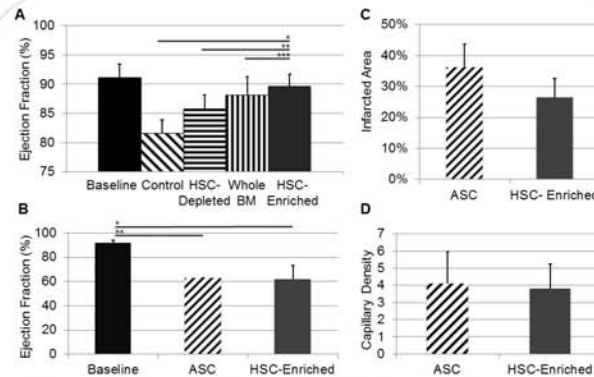 A
Ejection Fraction (%)
100
95
90
85
80
75
*
**
***
Baseline Control HSC- Whole HSC-
Depleted BM Enriched
B
Ejection Fraction (%)
120
100
80
60
40
20
0
*
**
Baseline ASC HSC-Enriched
C
Infarcted Area
50%
40%
30%
20%
10%
0%
ASC HSC- Enriched
D
Capillary Density
7
6
5
4
3
2
1
0
ASC HSC-Enriched